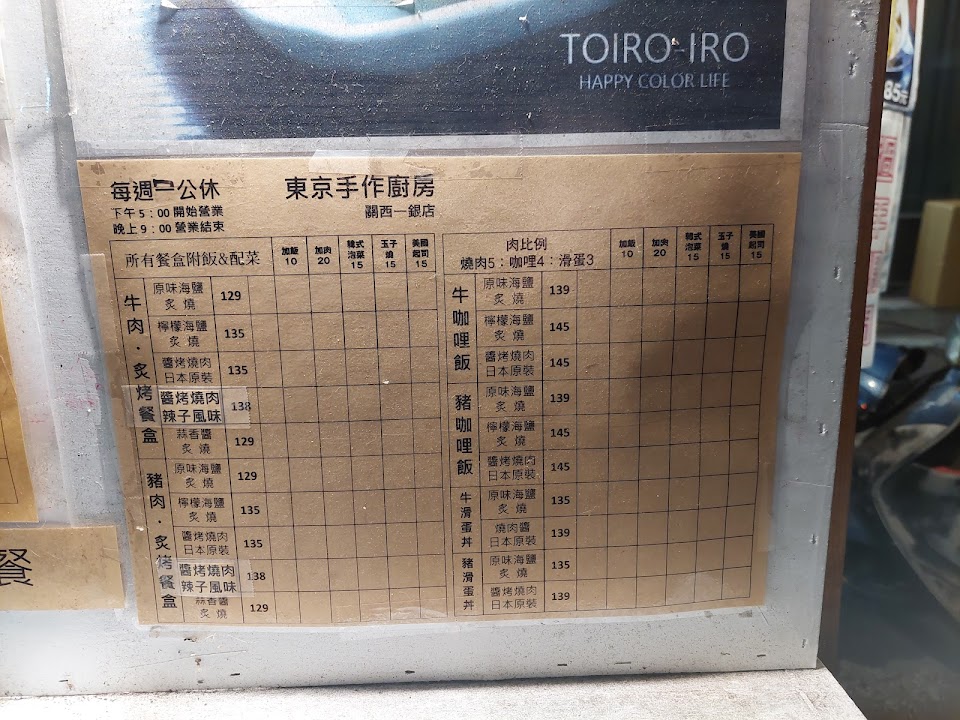 TOIRO-IRO
HAPPY COLOR LIFE
85元
每週一公休
東京手作廚房
下午5：00開始營業
關西一銀店
晚上9：00營業結束
所有餐盒附飯&配菜
加飯 10
加肉 20
韓式泡菜 15
玉子燒 15
美國起司 15
牛肉．炙烤餐盒
原味海鹽炙燒 129
檸檬海鹽炙燒 135
醬烤燒肉日本原裝 135
醬烤燒肉辣子風味 138
蒜香醬炙燒 129
豬肉．炙烤餐盒
原味海鹽炙燒 129
檸檬海鹽炙燒 135
醬烤燒肉日本原裝 135
醬烤燒肉辣子風味 138
蒜香醬炙燒 129
肉比例
燒肉5：咖哩4：滑蛋3
加飯 10
加肉 20
韓式泡菜 15
玉子燒 15
美國起司 15
牛咖哩飯
原味海鹽炙燒 139
檸檬海鹽炙燒 145
醬烤燒肉日本原裝 145
豬咖哩飯
原味海鹽炙燒 139
檸檬海鹽炙燒 145
醬烤燒肉日本原裝 145
牛滑蛋丼
原味海鹽炙燒 135
燒肉醬日本原裝 139
豬滑蛋丼
原味海鹽炙燒 135
醬烤燒肉日本原裝 139
餐